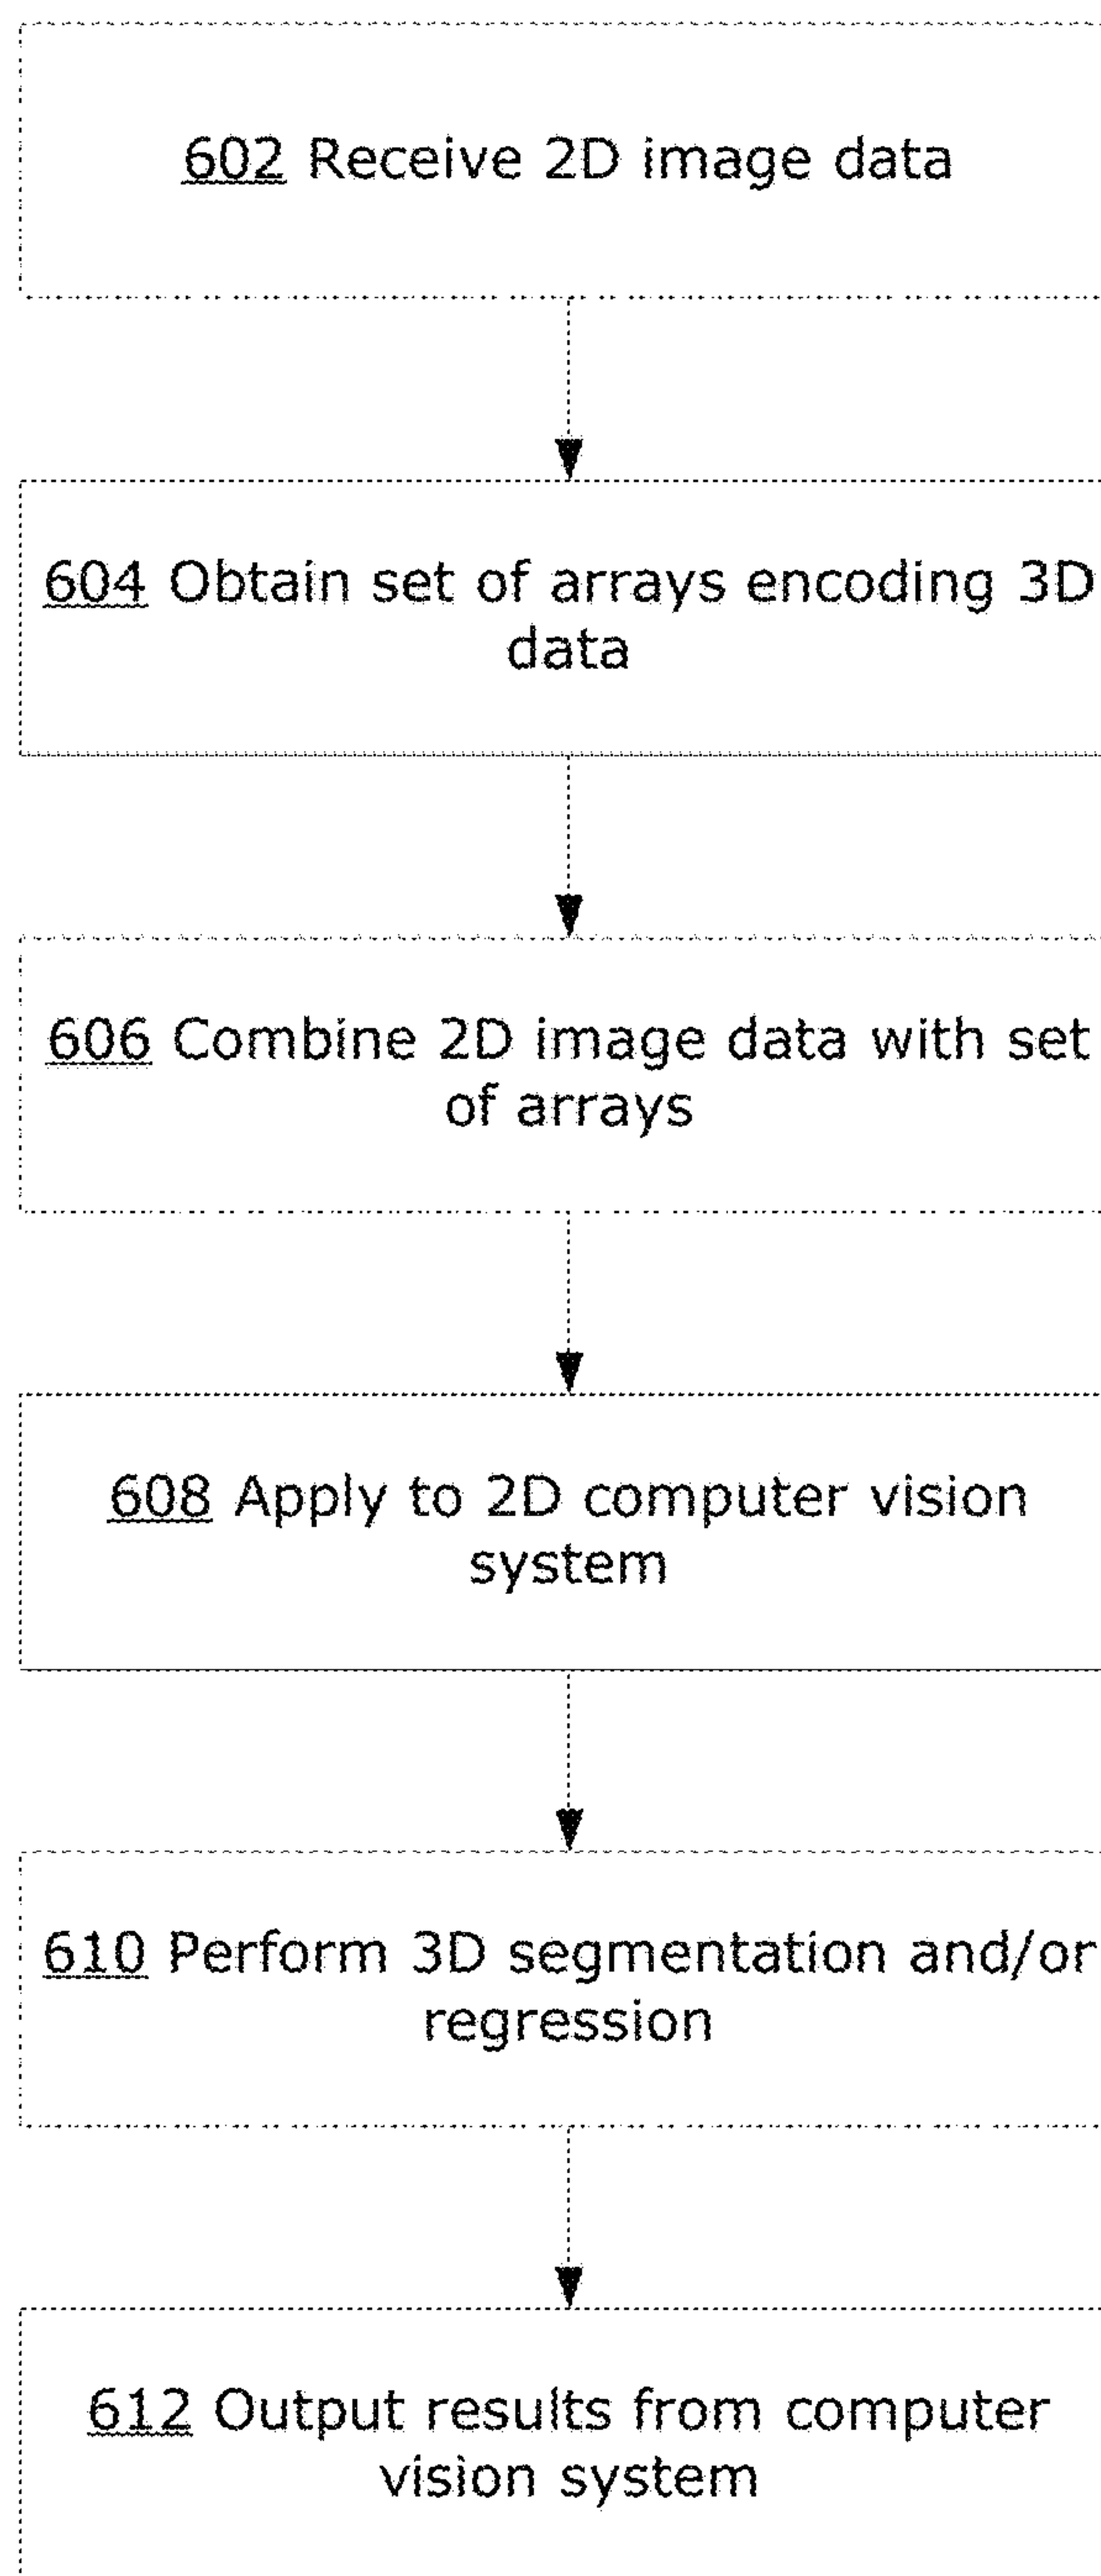 602 Receive 2D image data
604 Obtain set of arrays encoding 3D
data
606 Combine 2D image data with set
of arrays
608 Apply to 2D computer vision
system
610 Perform 3D segmentation and/or
regression
612 Output results from computer
vision system